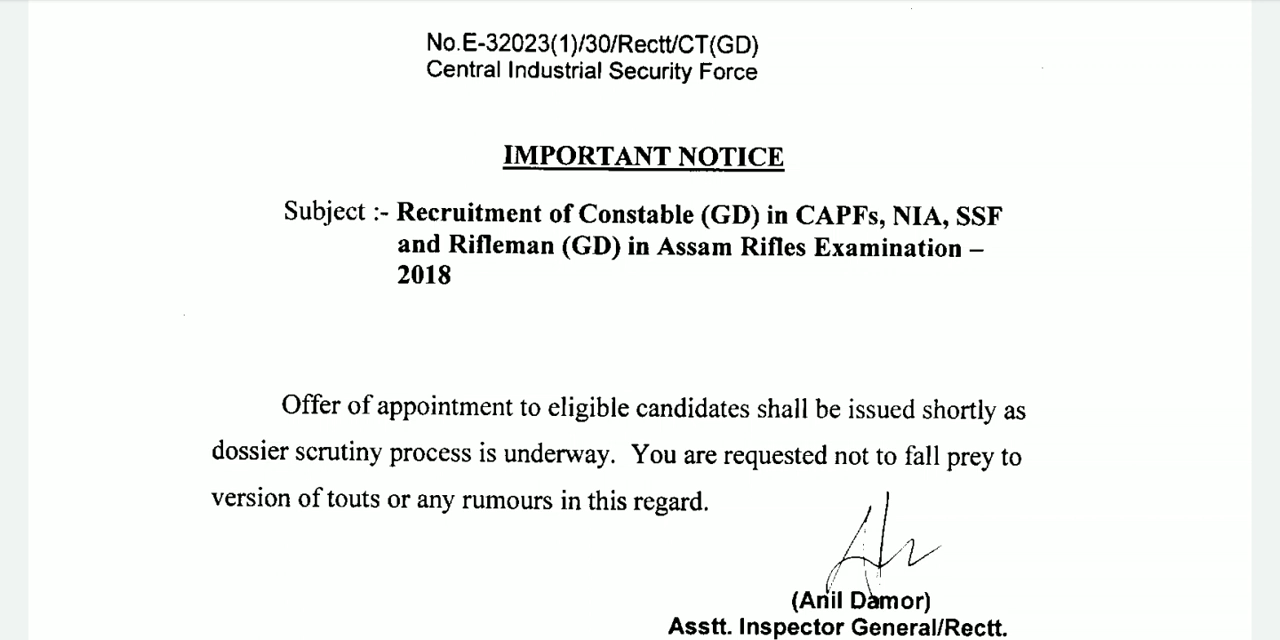 No.E-32023(1)/30/Rectt/CT(GD)
Central Industrial Security Force
IMPORTANT NOTICE
Subject :- Recruitment of Constable (GD) in CAPFs, NIA, SSF
and Rifleman (GD) in Assam Rifles Examination –
2018
Offer of appointment to eligible candidates shall be issued shortly as
dossier scrutiny process is underway. You are requested not to fall prey to
version of touts or any rumours in this regard.
(Anil Damor)
Asstt. Inspector General/Rectt.